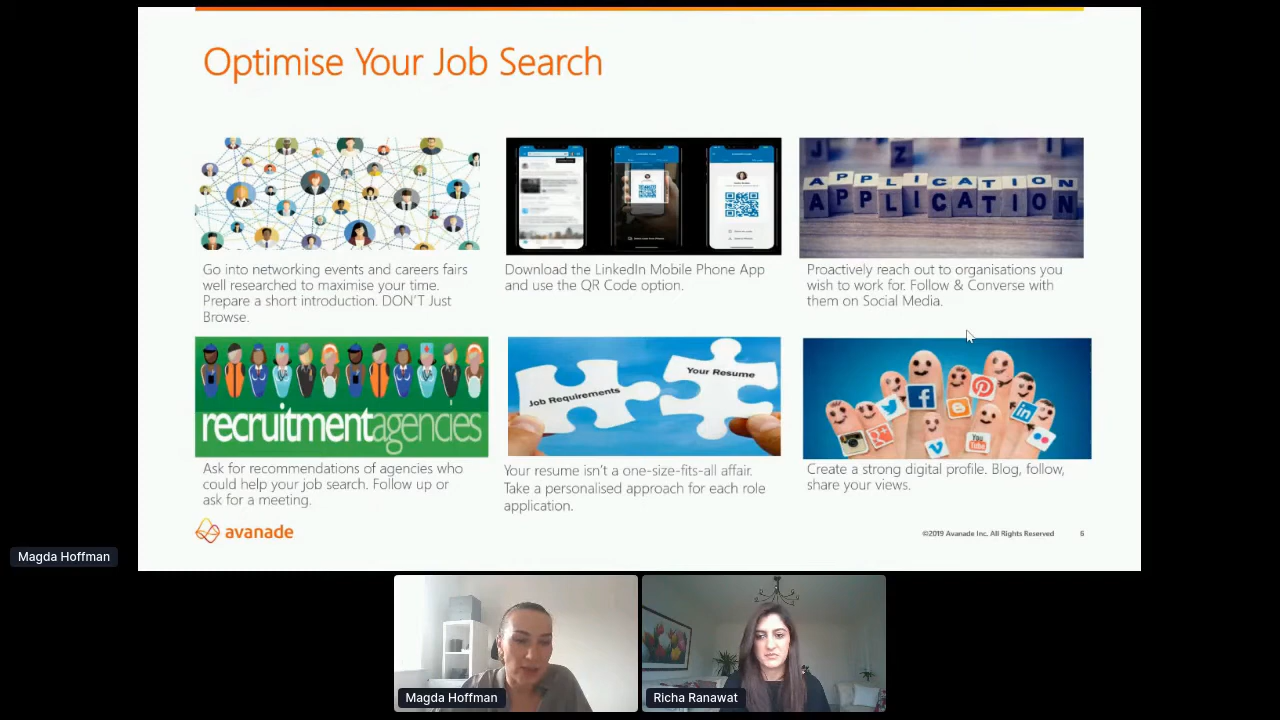 Optimise Your Job Search
APPLICATION
APPLICATION
Go into networking events and careers fairs
well researched to maximise your time.
Prepare a short introduction. DON'T Just
Browse.
Download the LinkedIn Mobile Phone App
and use the QR Code option.
Proactively reach out to organisations you
wish to work for. Follow & Converse with
them on Social Media.
recruitmentagencies
Job Requirements
Your Resume
You
Tube
Ask for recommendations of agencies who
could help your job search. Follow up or
ask for a meeting.
Your resume isn't a one-size-fits-all affair.
Take a personalised approach for each role
application.
Create a strong digital profile. Blog, follow,
share your views.
avanade
©2019 Avanade Inc. All Rights Reserved 6
Magda Hoffman
Magda Hoffman
Richa Ranawat